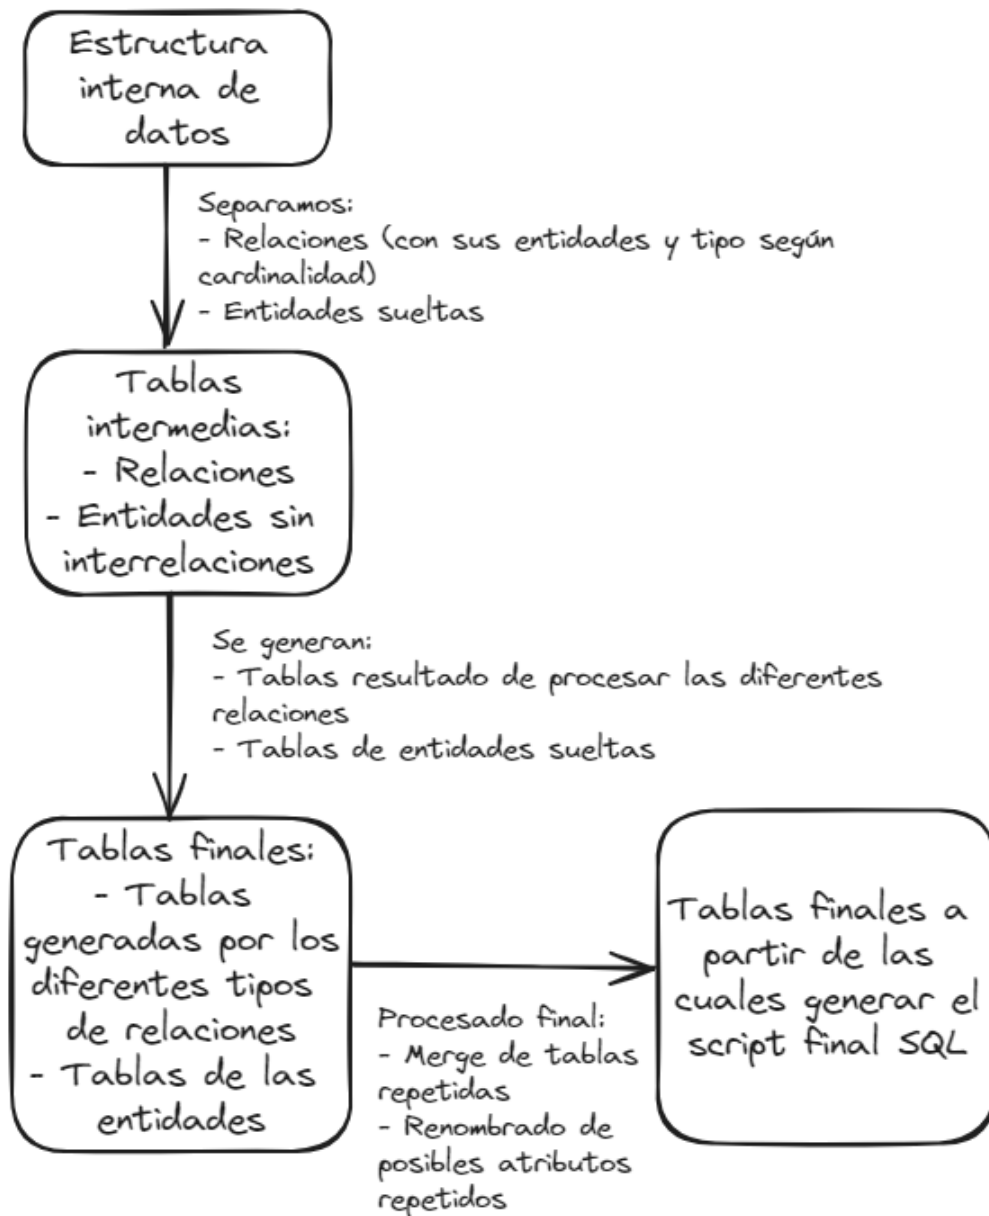 Estructura
interna de
datos
Separamos:
- Relaciones (con sus entidades y tipo según
cardinalidad)
- Entidades sueltas
Tablas
intermedias:
- Relaciones
- Entidades sin
interrelaciones
Se generan:
- Tablas resultado de procesar las diferentes
relaciones
- Tablas de entidades sueltas
Tablas finales:
- Tablas
generadas por los
diferentes tipos
de relaciones
- Tablas de las
entidades
Procesado final:
- Merge de tablas
repetidas
- Renombrado de
posibles atributos
repetidos
Tablas finales a
partir de las
cuales generar el
script final SQL